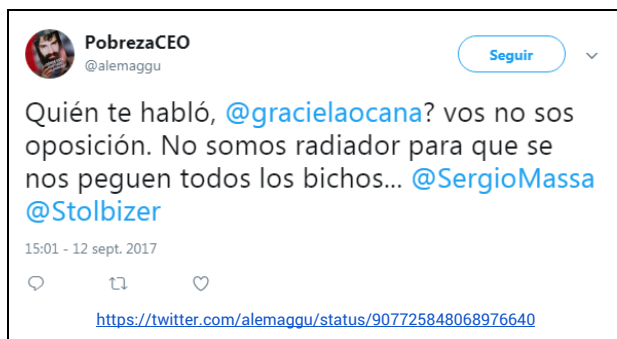 PobrezaCEO
@alemaggu
Seguir
Quién te habló, @gracielaocana? vos no sos
oposición. No somos radiador para que se
nos peguen todos los bichos... @SergioMassa
@Stolbizer
15:01 - 12 sept. 2017
https://twitter.com/alemaggu/status/907725848068976640